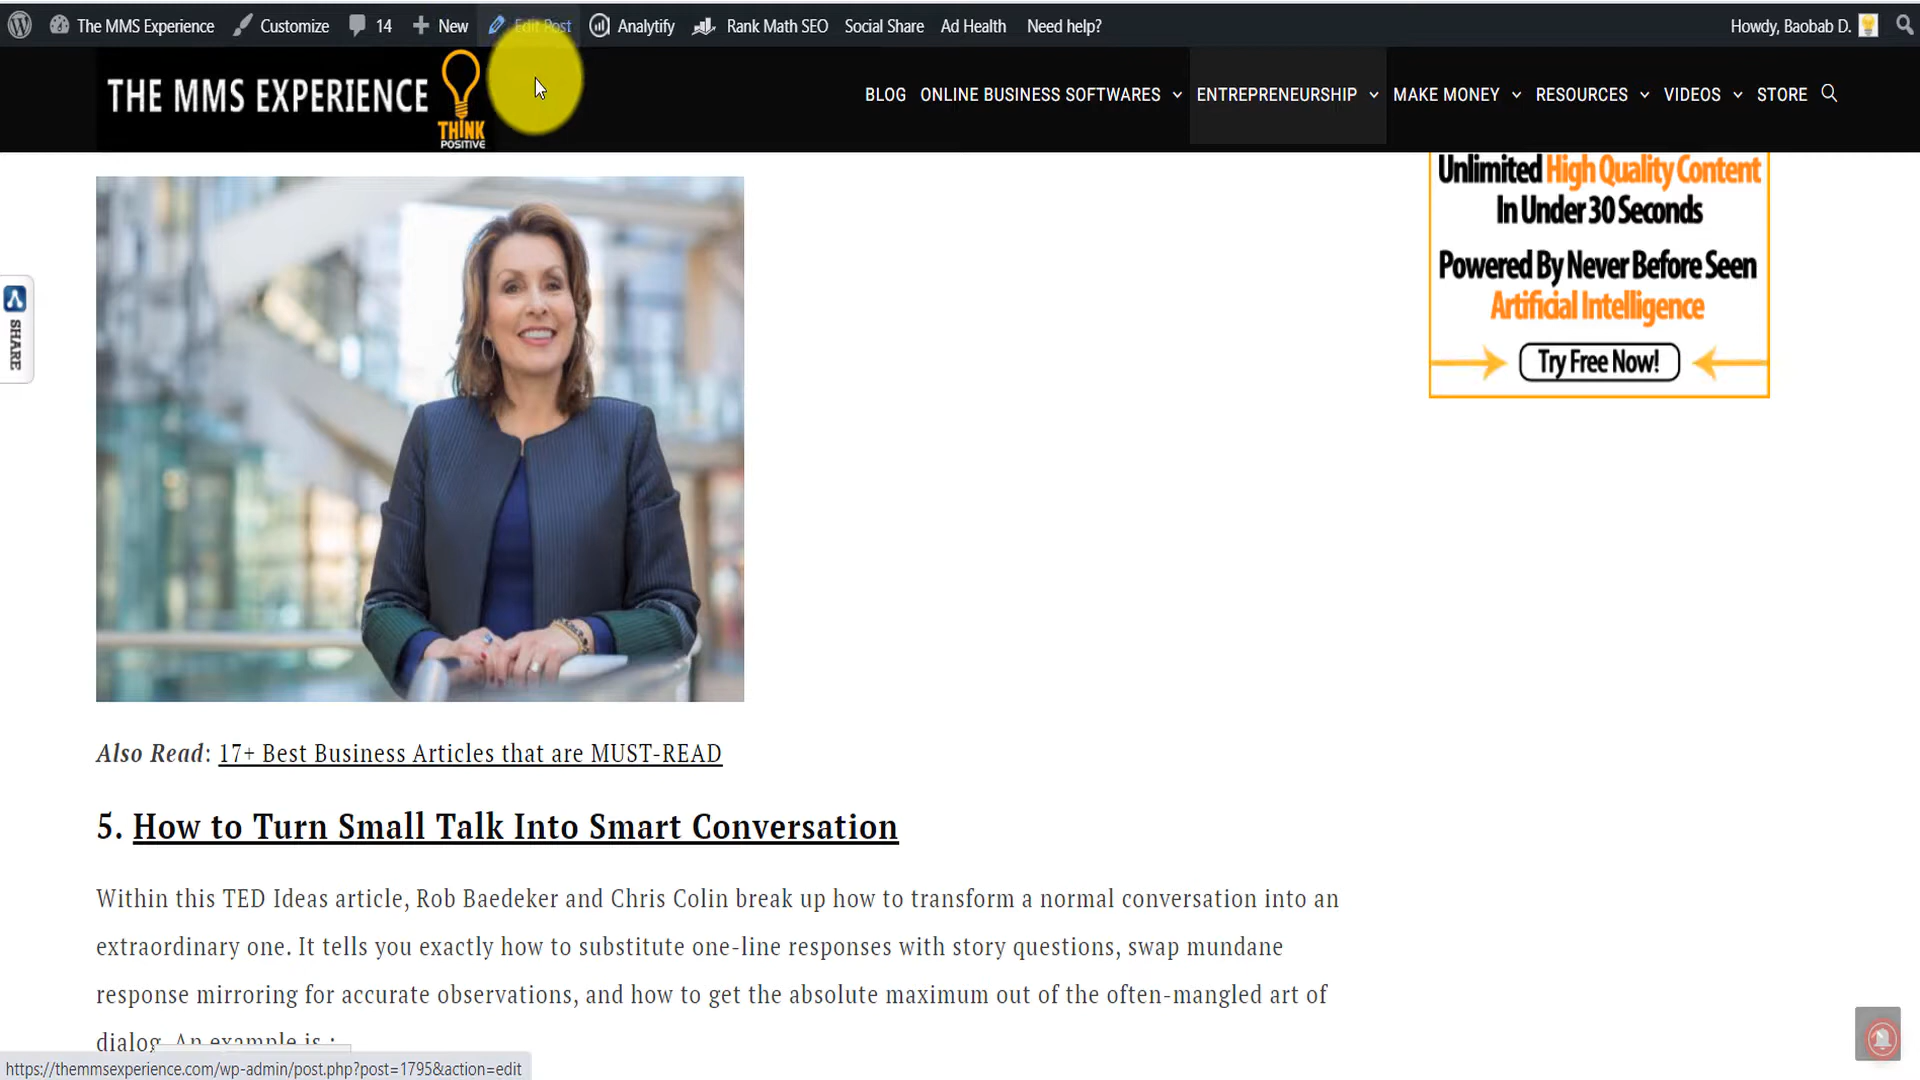 The MMS Experience Customize 14 New Edit Post Analytify Rank Math SEO Social Share Ad Health Need help? Howdy, Baobab D.
THE MMS EXPERIENCE
THINK
POSITIVE
BLOG ONLINE BUSINESS SOFTWARES ENTREPRENEURSHIP MAKE MONEY RESOURCES VIDEOS STORE
Unlimited High Quality Content
In Under 30 Seconds
Powered By Never Before Seen
Artificial Intelligence
Try Free Now!
SHARE
Also Read: 17+ Best Business Articles that are MUST-READ
5. How to Turn Small Talk Into Smart Conversation
Within this TED Ideas article, Rob Baedeker and Chris Colin break up how to transform a normal conversation into an
extraordinary one. It tells you exactly how to substitute one-line responses with story questions, swap mundane
response mirroring for accurate observations, and how to get the absolute maximum out of the often-mangled art of
dialog. An example is :
https://themmsexperience.com/wp-admin/post.php?post=1795&action=edit